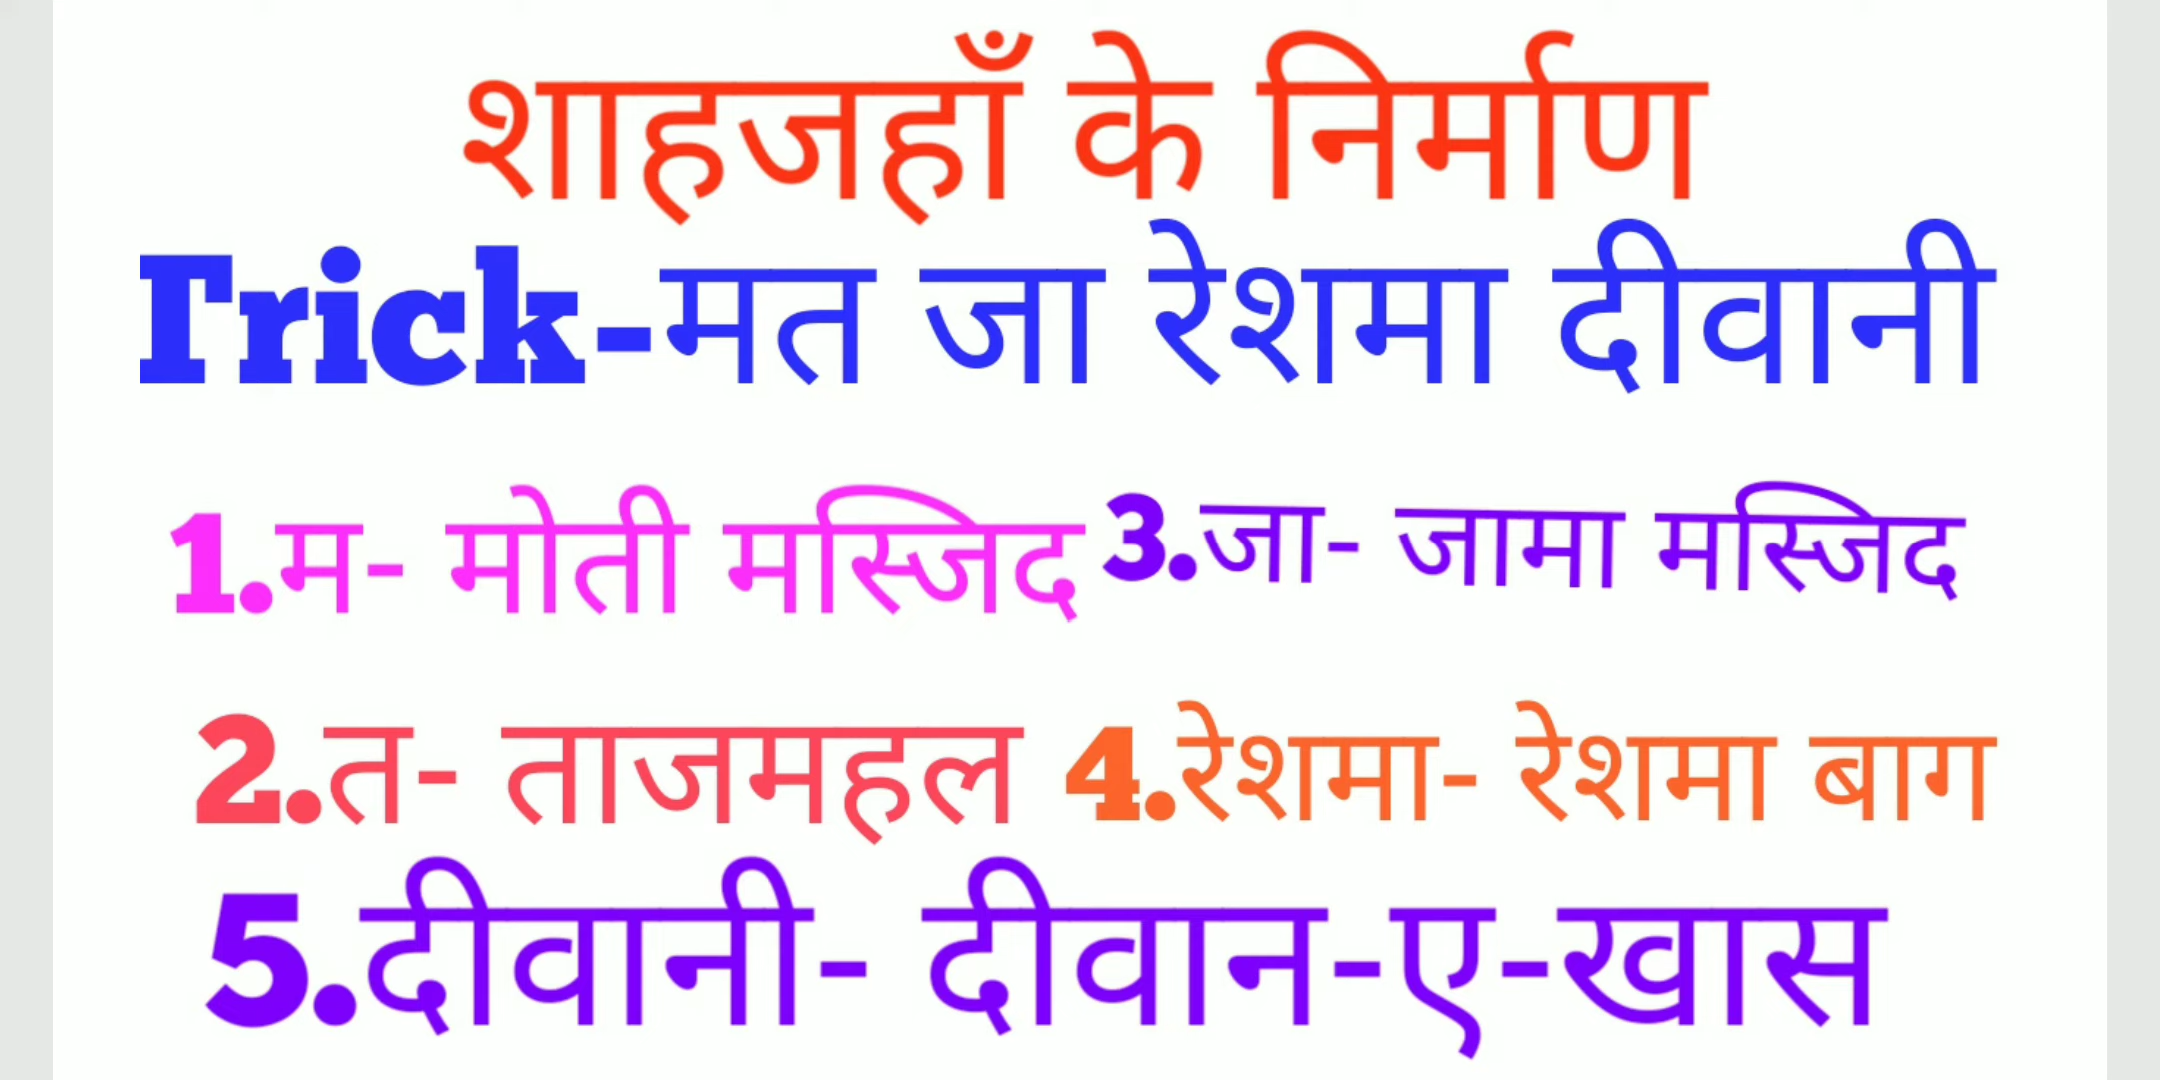 शाहजहाँ के निर्माण
Trick-मत जा रेशमा दीवानी
1.म- मोती मस्जिद 3.जा- जामा मस्जिद
2.त- ताजमहल 4.रेशमा- रेशमा बाग
5.दीवानी- दीवान-ए-खास